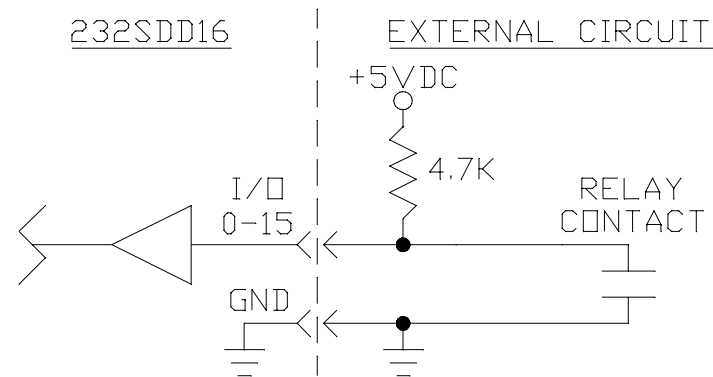 232SDD16
EXTERNAL CIRCUIT
+5VDC
4.7K
I/O
0-15
RELAY
CONTACT
GND